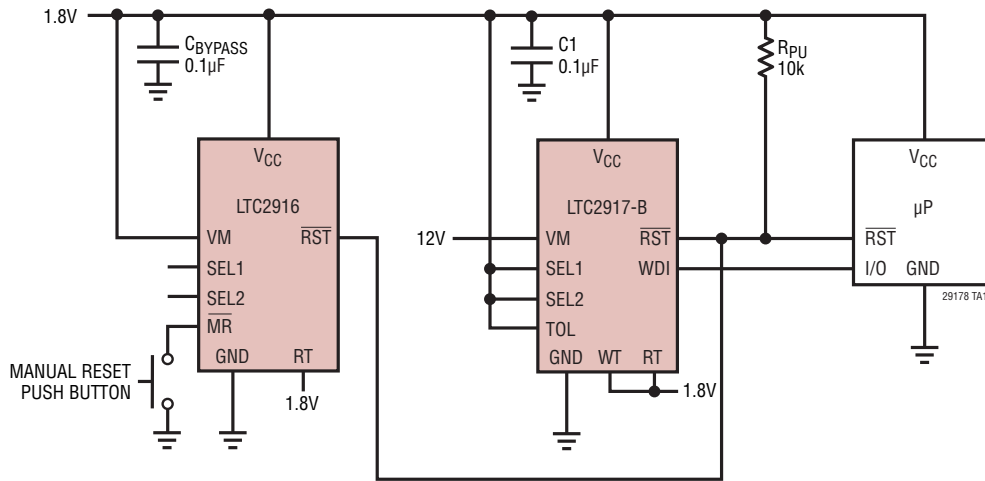 1.8V
CBYPASS
0.1µF
C1
0.1µF
RPU
10k
VCC
LTC2916
VM
RST
SEL1
SEL2
MR
GND
RT
1.8V
MANUAL RESET
PUSH BUTTON
12V
VCC
LTC2917-B
VM
RST
SEL1
WDI
SEL2
TOL
GND
WT
RT
1.8V
VCC
µP
RST
I/O
GND